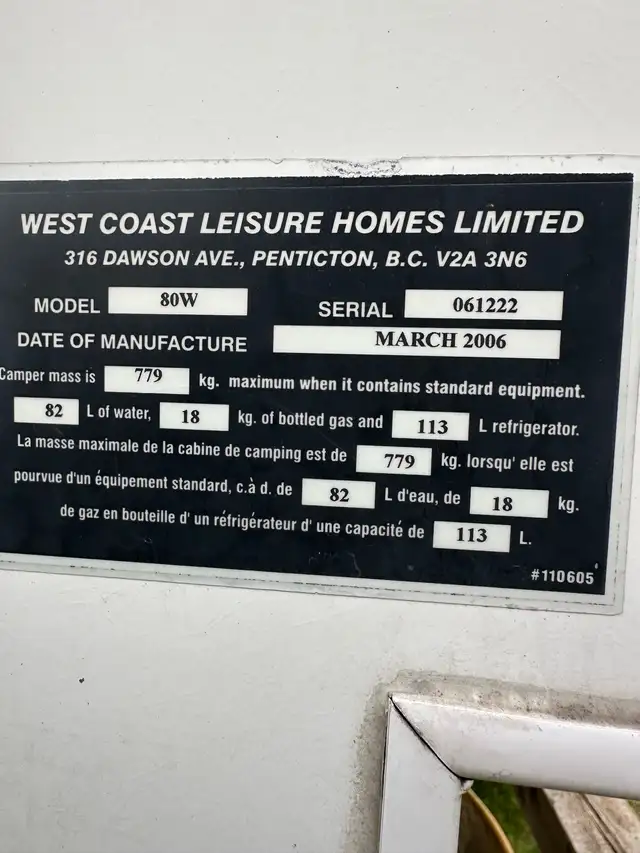 WEST COAST LEISURE HOMES LIMITED
316 DAWSON AVE., PENTICTON, B.C. V2A 3N6
MODEL 80W SERIAL 061222
DATE OF MANUFACTURE MARCH 2006
Camper mass is 779 kg. maximum when it contains standard equipment.
82 L of water, 18 kg. of bottled gas and 113 L refrigerator.
La masse maximale de la cabine de camping est de 779 kg. lorsqu' elle est
pourvue d'un équipement standard, c.à d. de 82 L d'eau, de 18 kg.
de gaz en bouteille d' un réfrigérateur d' une capacité de 113 L.
#110605